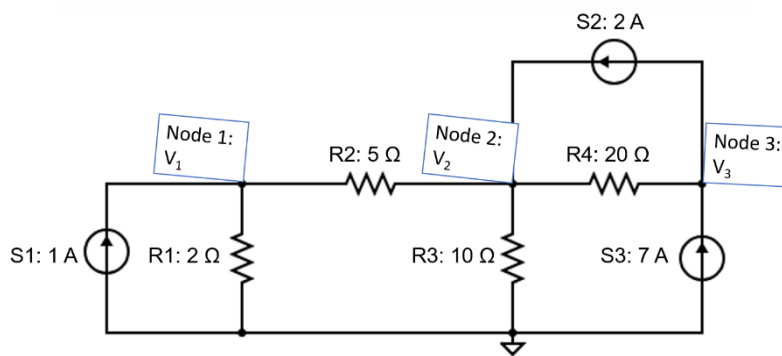 S2: 2 A
Node 1:
V₁
Node 2:
V₂
Node 3:
V₃
R2: 5 Ω
R4: 20 Ω
S1: 1 A
R1: 2 Ω
R3: 10 Ω
S3: 7 A